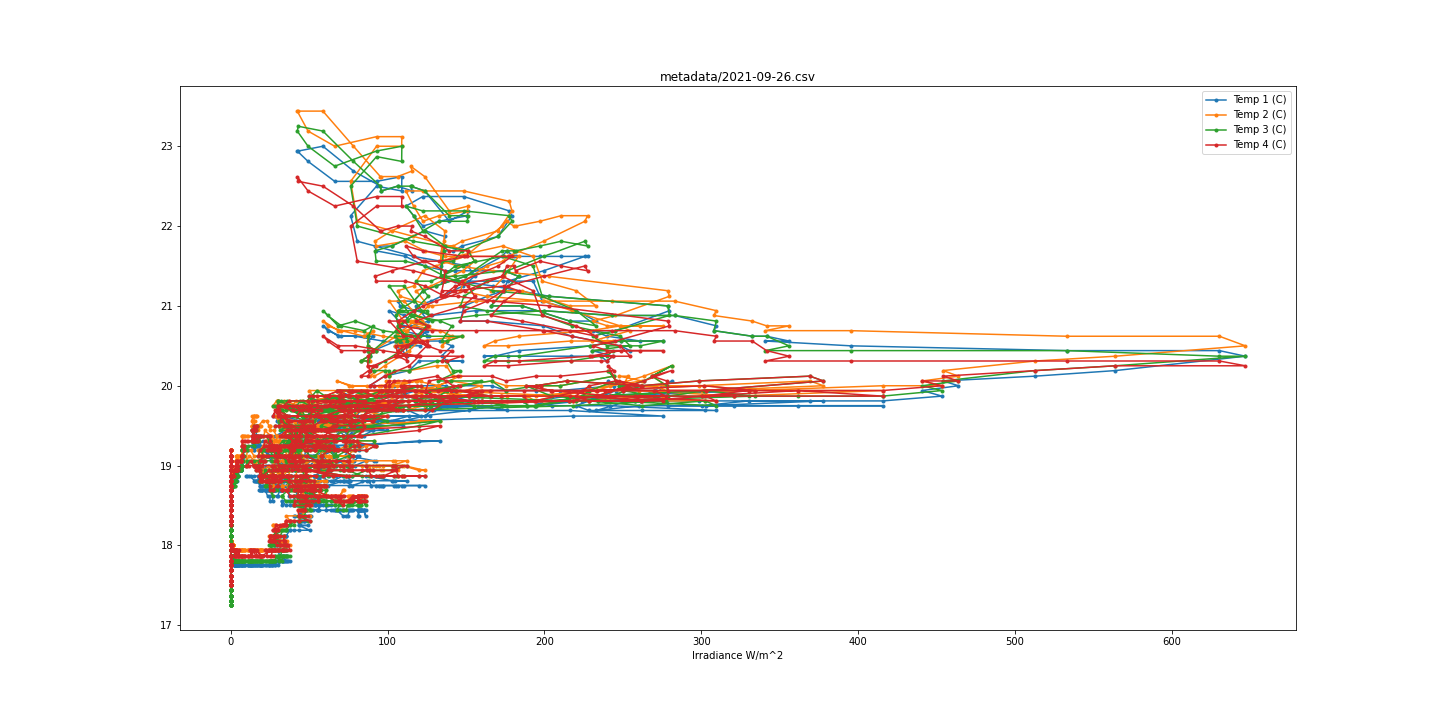 metadata/2021-09-26.csv
Temp 1 (C)
Temp 2 (C)
Temp 3 (C)
Temp 4 (C)
23
22
21
20
19
18
17
0 100 200 300 400 500 600
Irradiance W/m^2